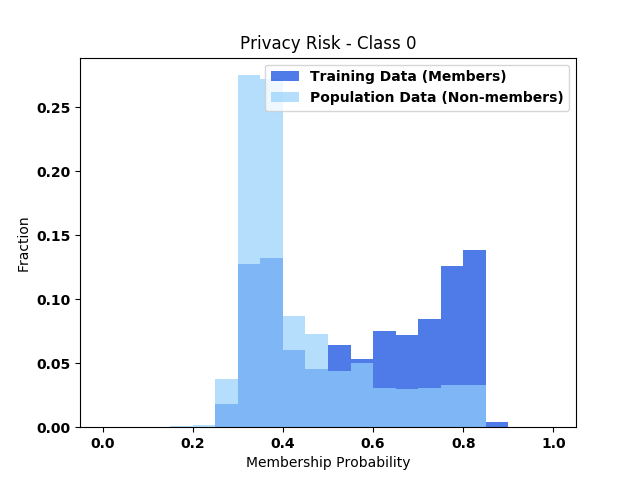 Privacy Risk - Class 0
Training Data (Members)
Population Data (Non-members)
0.25
0.20
0.15
0.10
0.05
0.00
Fraction
0.0 0.2 0.4 0.6 0.8 1.0
Membership Probability